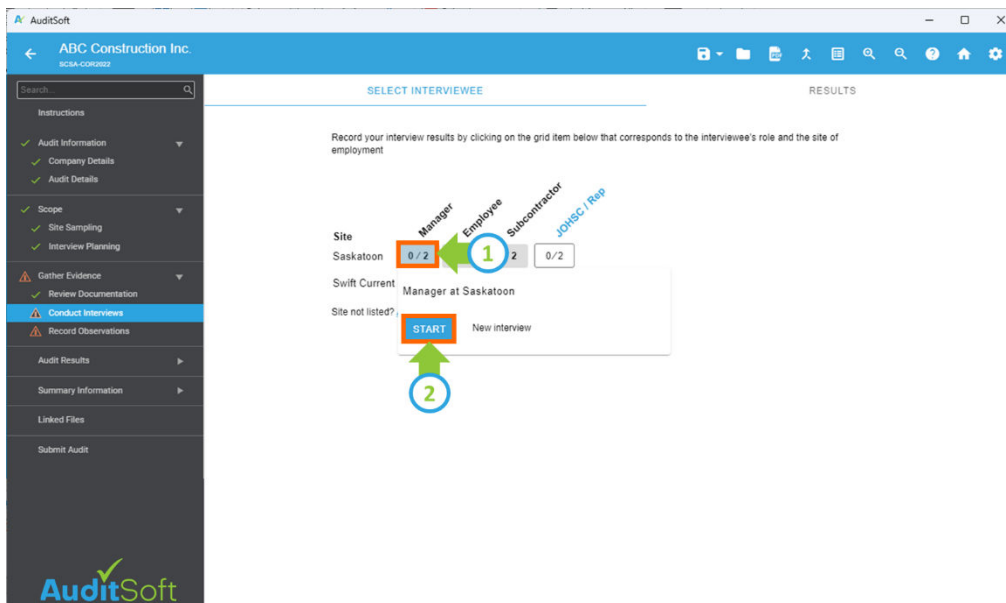 AuditSoft
ABC Construction Inc.
SCSA-COR2022
PDF
Search...
SELECT INTERVIEWEE
RESULTS
Instructions
Audit Information
Company Details
Audit Details
Scope
Site Sampling
Interview Planning
Gather Evidence
Review Documentation
Conduct Interviews
Record Observations
Audit Results
Summary Information
Linked Files
Submit Audit
AuditSoft
Record your interview results by clicking on the grid item below that corresponds to the interviewee's role and the site of
employment
Site
Manager
Employee
Subcontractor
JOHSC / Rep
Saskatoon
0 / 2
1
2
0 / 2
Swift Current
Manager at Saskatoon
Site not listed?
START
New interview
2